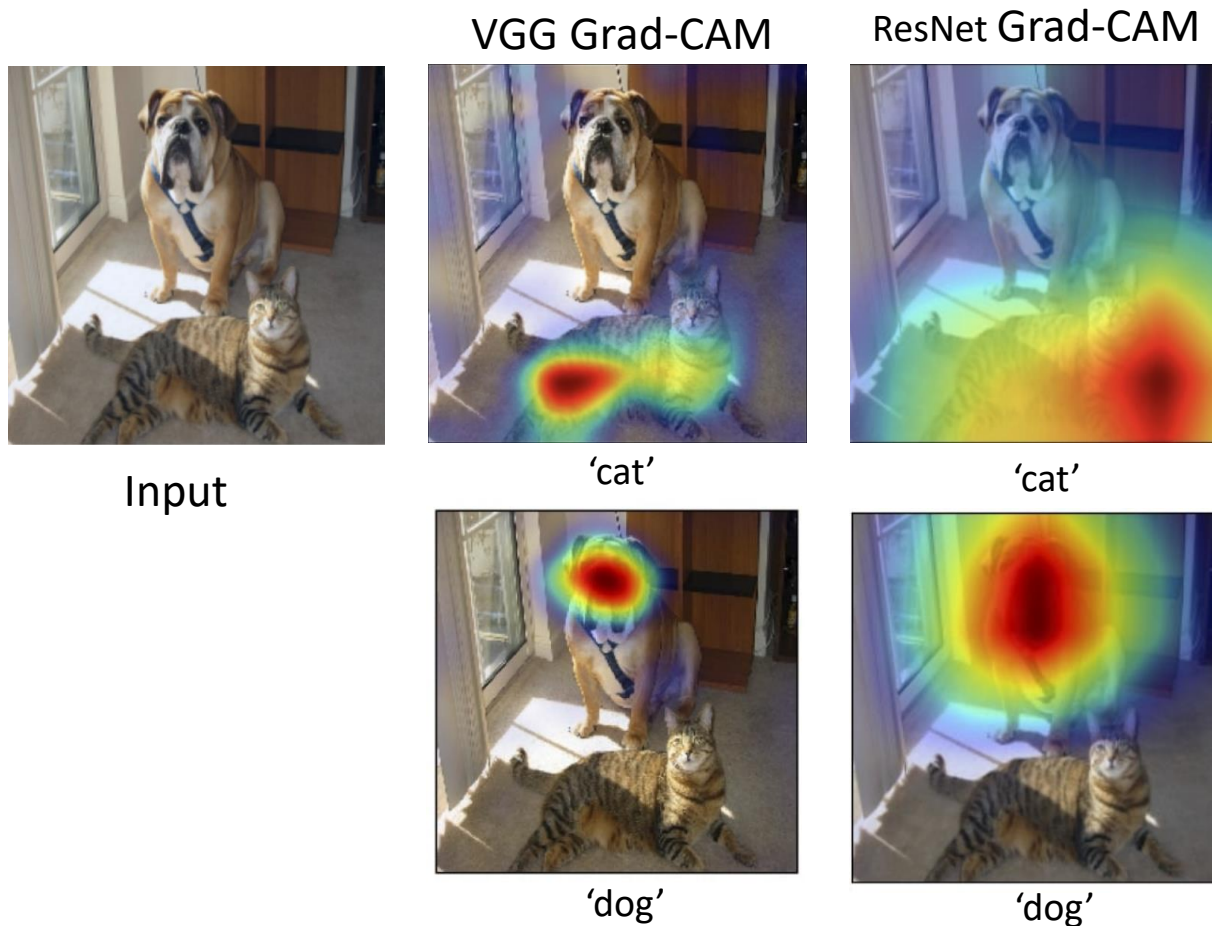 VGG Grad-CAM
ResNet Grad-CAM
Input
‘cat’
‘cat’
‘dog’
‘dog’